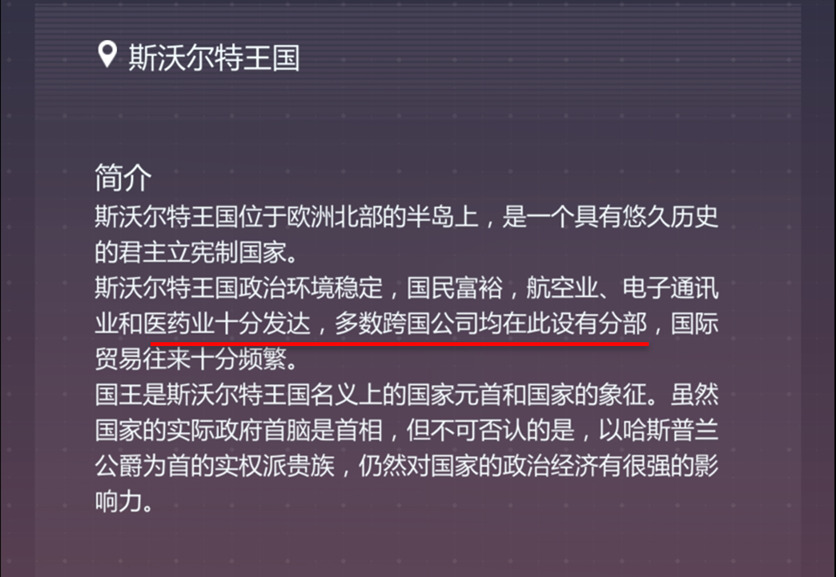 斯沃尔特王国
简介
斯沃尔特王国位于欧洲北部的半岛上，是一个具有悠久历史
的君主立宪制国家。
斯沃尔特王国政治环境稳定，国民富裕，航空业、电子通讯
业和医药业十分发达，多数跨国公司均在此设有分部，国际
贸易往来十分频繁。
国王是斯沃尔特王国名义上的国家元首和国家的象征。虽然
国家的实际政府首脑是首相，但不可否认的是，以哈斯普兰
公爵为首的实权派贵族，仍然对国家的政治经济有很强的影
响力。